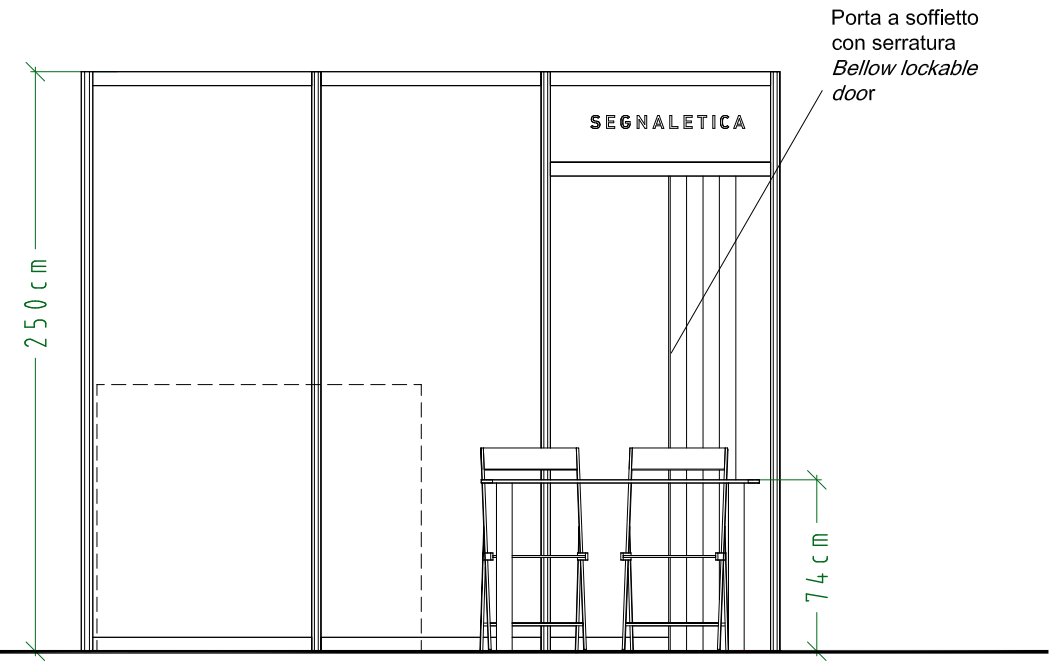 Porta a soffietto
con serratura
Bellow lockable
door
SEGNALETICA
250cm
74cm